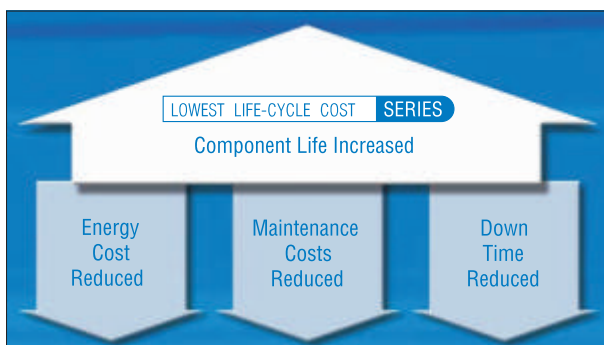 LOWEST LIFE-CYCLE COST SERIES
Component Life Increased
Energy
Cost
Reduced
Maintenance
Costs
Reduced
Down
Time
Reduced